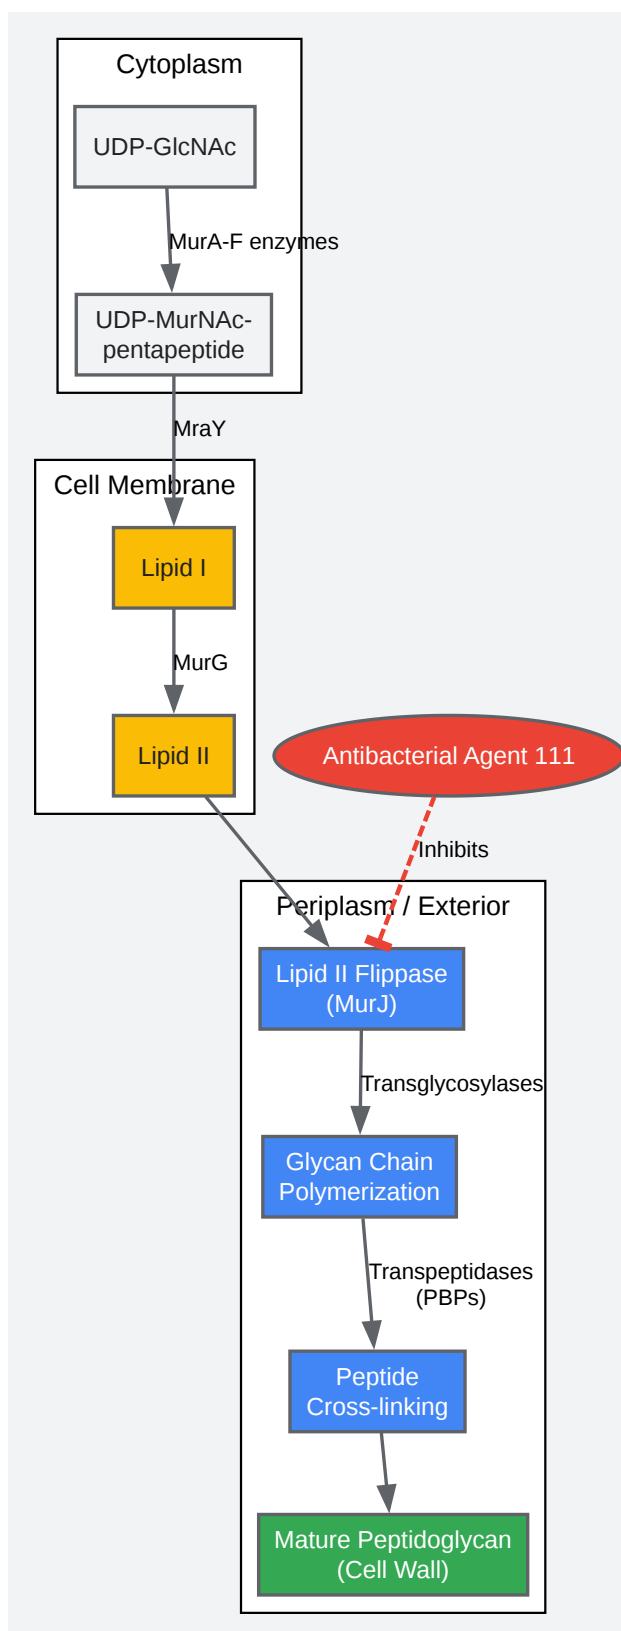 Cytoplasm
UDP-GlcNAc
MurA-F enzymes
UDP-MurNAc-
pentapeptide
MraY
Cell Membrane
Lipid I
MurG
Lipid II
Antibacterial Agent 111
Inhibits
Periplasm / Exterior
Lipid II Flippase
(MurJ)
Transglycosylases
Glycan Chain
Polymerization
Transpeptidases
(PBPs)
Peptide
Cross-linking
Mature Peptidoglycan
(Cell Wall)